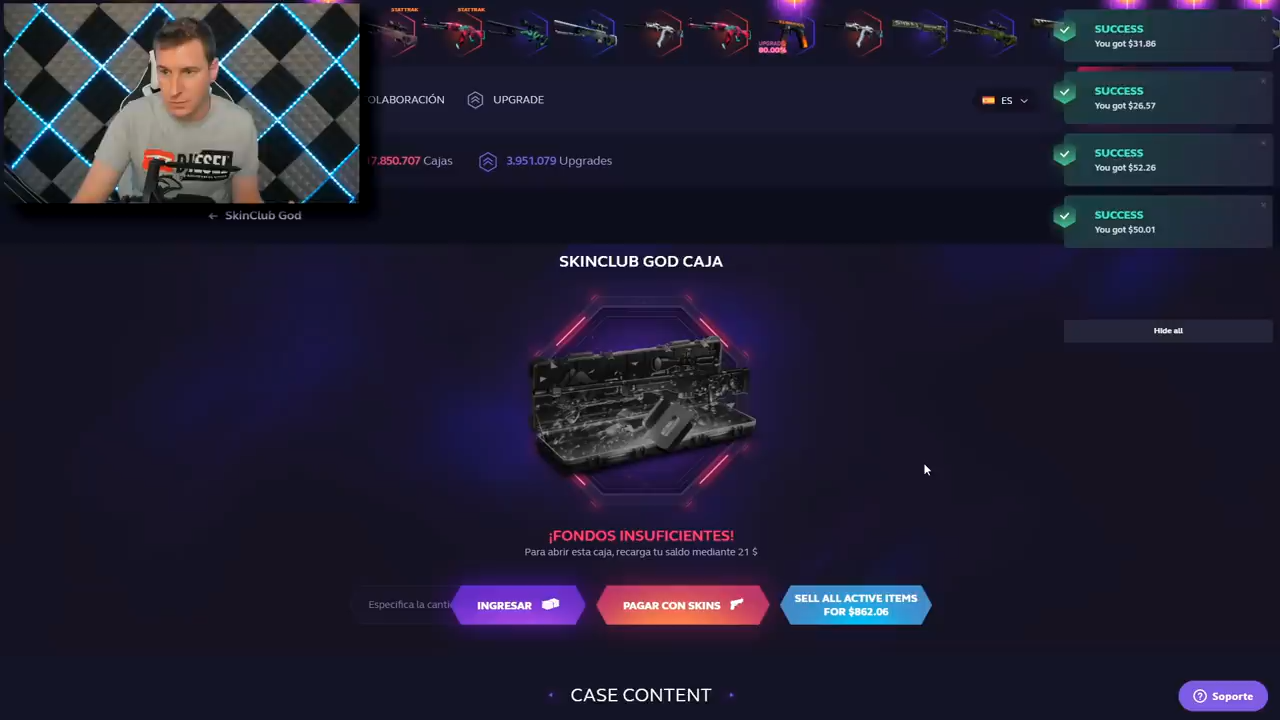 STATTRAK
STATTRAK
UPGRADE
80.00%
SUCCESS
You got $31.86
SUCCESS
You got $26.57
SUCCESS
You got $52.26
SUCCESS
You got $50.01
Hide all
OLABORACIÓN
UPGRADE
ES
17.850.707 Cajas
3.951.079 Upgrades
← SkinClub God
DIESEL
SKINCLUB GOD CAJA
¡FONDOS INSUFICIENTES!
Para abrir esta caja, recarga tu saldo mediante 21 $
Especifica la canti
INGRESAR
PAGAR CON SKINS
SELL ALL ACTIVE ITEMS
FOR $862.06
CASE CONTENT
Soporte